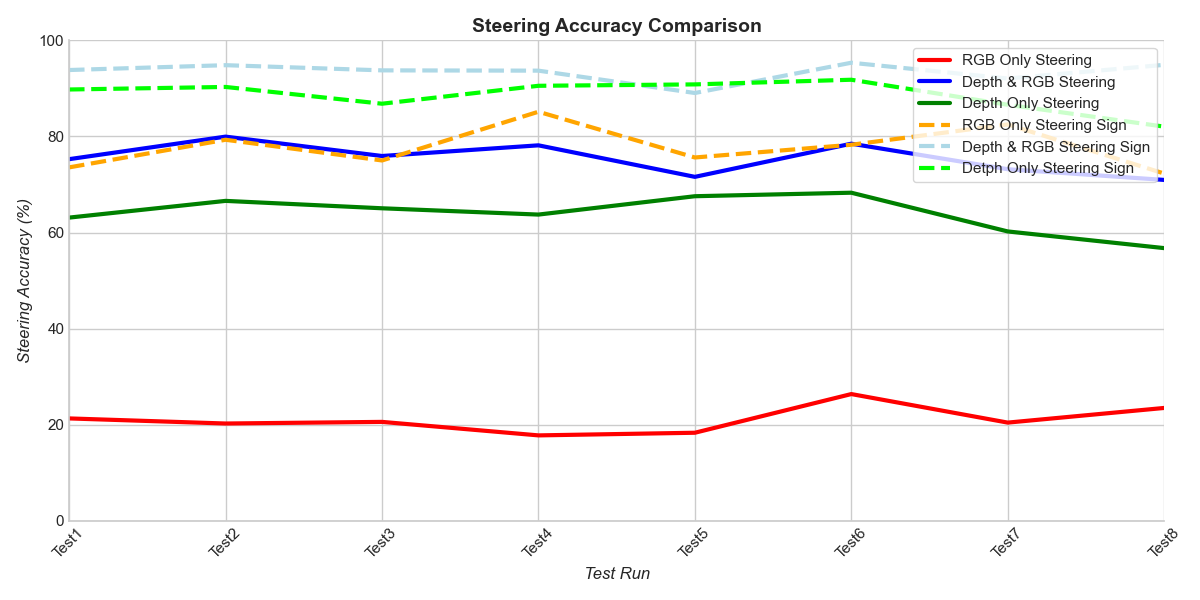 Steering Accuracy Comparison
100
80
60
40
20
0
Steering Accuracy (%)
RGB Only Steering
Depth & RGB Steering
Depth Only Steering
RGB Only Steering Sign
Depth & RGB Steering Sign
Detph Only Steering Sign
Test1
Test2
Test3
Test4
Test5
Test6
Test7
Test8
Test Run